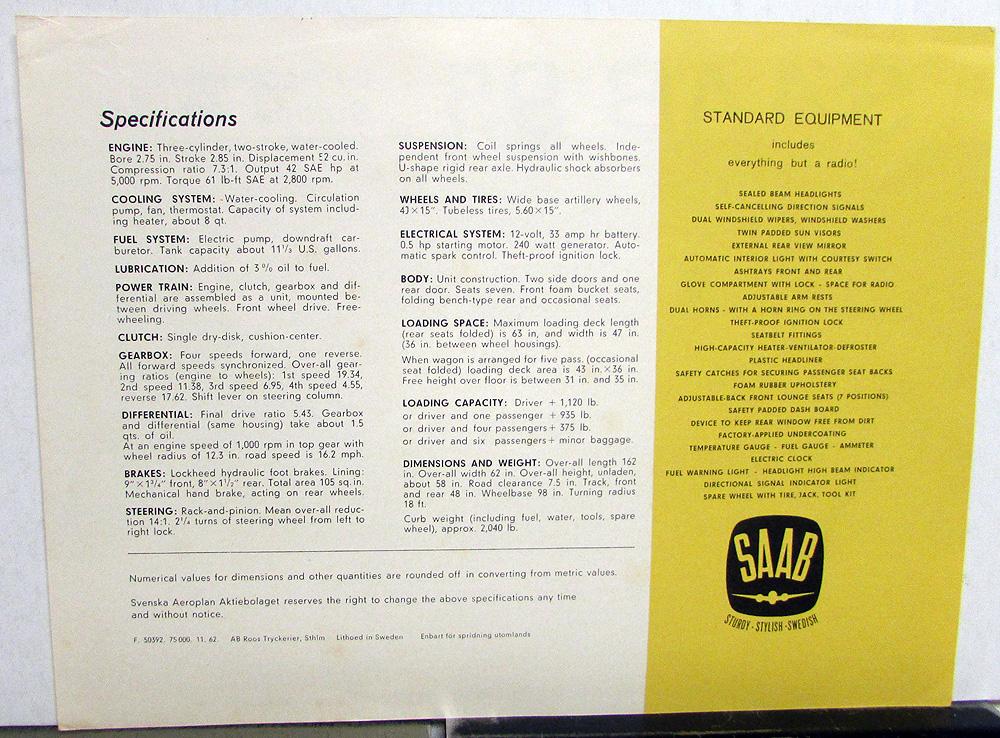 Specifications
ENGINE: Three-cylinder, two-stroke, water-cooled.
Bore 2.75 in. Stroke 2.85 in. Displacement 52 cu. in.
Compression ratio 7.3:1. Output 42 SAE hp at
5,000 rpm. Torque 61 lb-ft SAE at 2,800 rpm.
COOLING SYSTEM: Water-cooling. Circulation
pump, fan, thermostat. Capacity of system includ-
ing heater, about 8 qt.
FUEL SYSTEM: Electric pump, downdraft car-
buretor. Tank capacity about 11 1/3 U.S. gallons.
LUBRICATION: Addition of 3 % oil to fuel.
POWER TRAIN: Engine, clutch, gearbox and dif-
ferential are assembled as a unit, mounted be-
tween driving wheels. Front wheel drive. Free-
wheeling.
CLUTCH: Single dry-disk, cushion-center.
GEARBOX: Four speeds forward, one reverse.
All forward speeds synchronized. Over-all gear-
ing ratios (engine to wheels): 1st speed 19.34,
2nd speed 11.38, 3rd speed 6.95, 4th speed 4.55,
reverse 17.62. Shift lever on steering column.
DIFFERENTIAL: Final drive ratio 5.43. Gearbox
and differential (same housing) take about 1.5
qts. of oil.
At an engine speed of 1,000 rpm in top gear with
wheel radius of 12.3 in. road speed is 16.2 mph.
BRAKES: Lockheed hydraulic foot brakes. Lining:
9"×1 3/4" front, 8"×1 1/2" rear. Total area 105 sq. in.
Mechanical hand brake, acting on rear wheels.
STEERING: Rack-and-pinion. Mean over-all reduc-
tion 14:1. 2 1/4 turns of steering wheel from left to
right lock.
SUSPENSION: Coil springs all wheels. Inde-
pendent front wheel suspension with wishbones.
U-shape rigid rear axle. Hydraulic shock absorbers
on all wheels.
WHEELS AND TIRES: Wide base artillery wheels,
4J×15". Tubeless tires, 5.60×15".
ELECTRICAL SYSTEM: 12-volt, 33 amp hr battery.
0.5 hp starting motor. 240 watt generator. Auto-
matic spark control. Theft-proof ignition lock.
BODY: Unit construction. Two side doors and one
rear door. Seats seven. Front foam bucket seats,
folding bench-type rear and occasional seats.
LOADING SPACE: Maximum loading deck length
(rear seats folded) is 63 in, and width is 47 in.
(36 in. between wheel housings).
When wagon is arranged for five pass. (occasional
seat folded) loading deck area is 43 in.×36 in.
Free height over floor is between 31 in. and 35 in.
LOADING CAPACITY: Driver + 1,120 lb.
or driver and one passenger + 935 lb.
or driver and four passengers + 375 lb.
or driver and six passengers + minor baggage.
DIMENSIONS AND WEIGHT: Over-all length 162
in. Over-all width 62 in. Over-all height, unladen,
about 58 in. Road clearance 7.5 in. Track, front
and rear 48 in. Wheelbase 98 in. Turning radius
18 ft.
Curb weight (including fuel, water, tools, spare
wheel), approx. 2,040 lb.
Numerical values for dimensions and other quantities are rounded off in converting from metric values.
Svenska Aeroplan Aktiebolaget reserves the right to change the above specifications any time
and without notice.
F. 50392. 75 000. 11. 62. AB Roos Tryckerier, Sthlm Lithoed in Sweden Enbart för spridning utomlands
STANDARD EQUIPMENT
includes
everything but a radio!
SEALED BEAM HEADLIGHTS
SELF-CANCELLING DIRECTION SIGNALS
DUAL WINDSHIELD WIPERS, WINDSHIELD WASHERS
TWIN PADDED SUN VISORS
EXTERNAL REAR VIEW MIRROR
AUTOMATIC INTERIOR LIGHT WITH COURTESY SWITCH
ASHTRAYS FRONT AND REAR
GLOVE COMPARTMENT WITH LOCK - SPACE FOR RADIO
ADJUSTABLE ARM RESTS
DUAL HORNS - WITH A HORN RING ON THE STEERING WHEEL
THEFT-PROOF IGNITION LOCK
SEATBELT FITTINGS
HIGH-CAPACITY HEATER-VENTILATOR-DEFROSTER
PLASTIC HEADLINER
SAFETY CATCHES FOR SECURING PASSENGER SEAT BACKS
FOAM RUBBER UPHOLSTERY
ADJUSTABLE-BACK FRONT LOUNGE SEATS (7 POSITIONS)
SAFETY PADDED DASH BOARD
DEVICE TO KEEP REAR WINDOW FREE FROM DIRT
FACTORY-APPLIED UNDERCOATING
TEMPERATURE GAUGE - FUEL GAUGE - AMMETER
ELECTRIC CLOCK
FUEL WARNING LIGHT - HEADLIGHT HIGH BEAM INDICATOR
DIRECTIONAL SIGNAL INDICATOR LIGHT
SPARE WHEEL WITH TIRE, JACK, TOOL KIT
SAAB
STURDY - STYLISH - SWEDISH